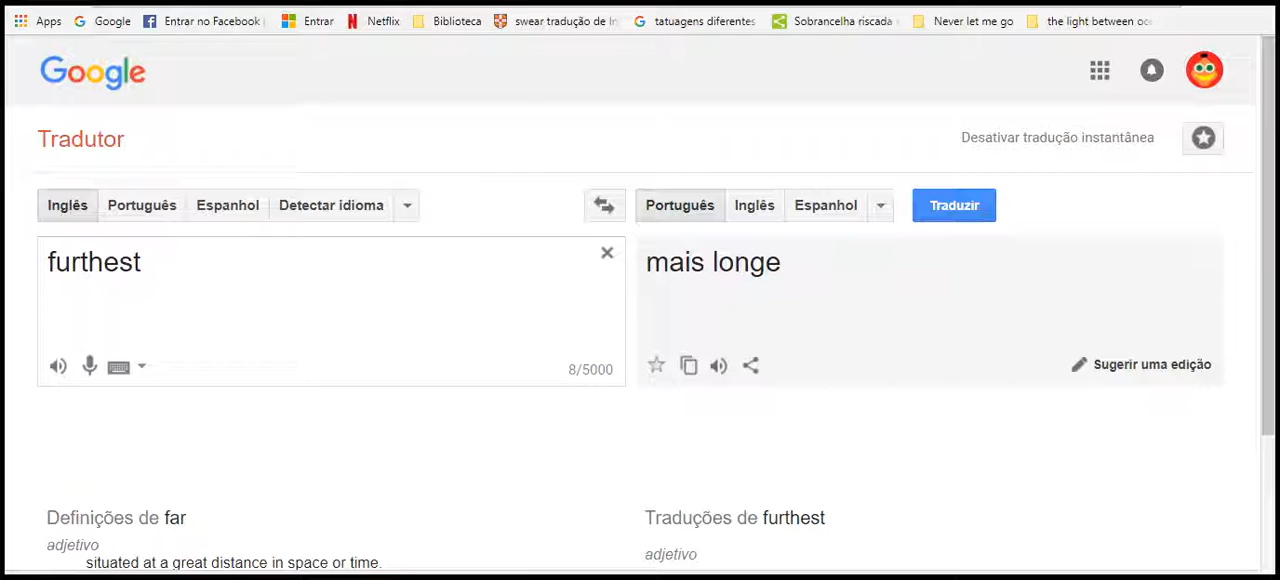 Apps Google Entrar no Facebook Entrar Netflix Biblioteca swear tradução de In tatuagens diferentes Sobrancelha riscada Never let me go the light between oce
Google
Tradutor Desativar tradução instantânea
Inglês Português Espanhol Detectar idioma Português Inglês Espanhol Traduzir
furthest mais longe
8/5000 Sugerir uma edição
Definições de far Traduções de furthest
adjetivo adjetivo
situated at a great distance in space or time.